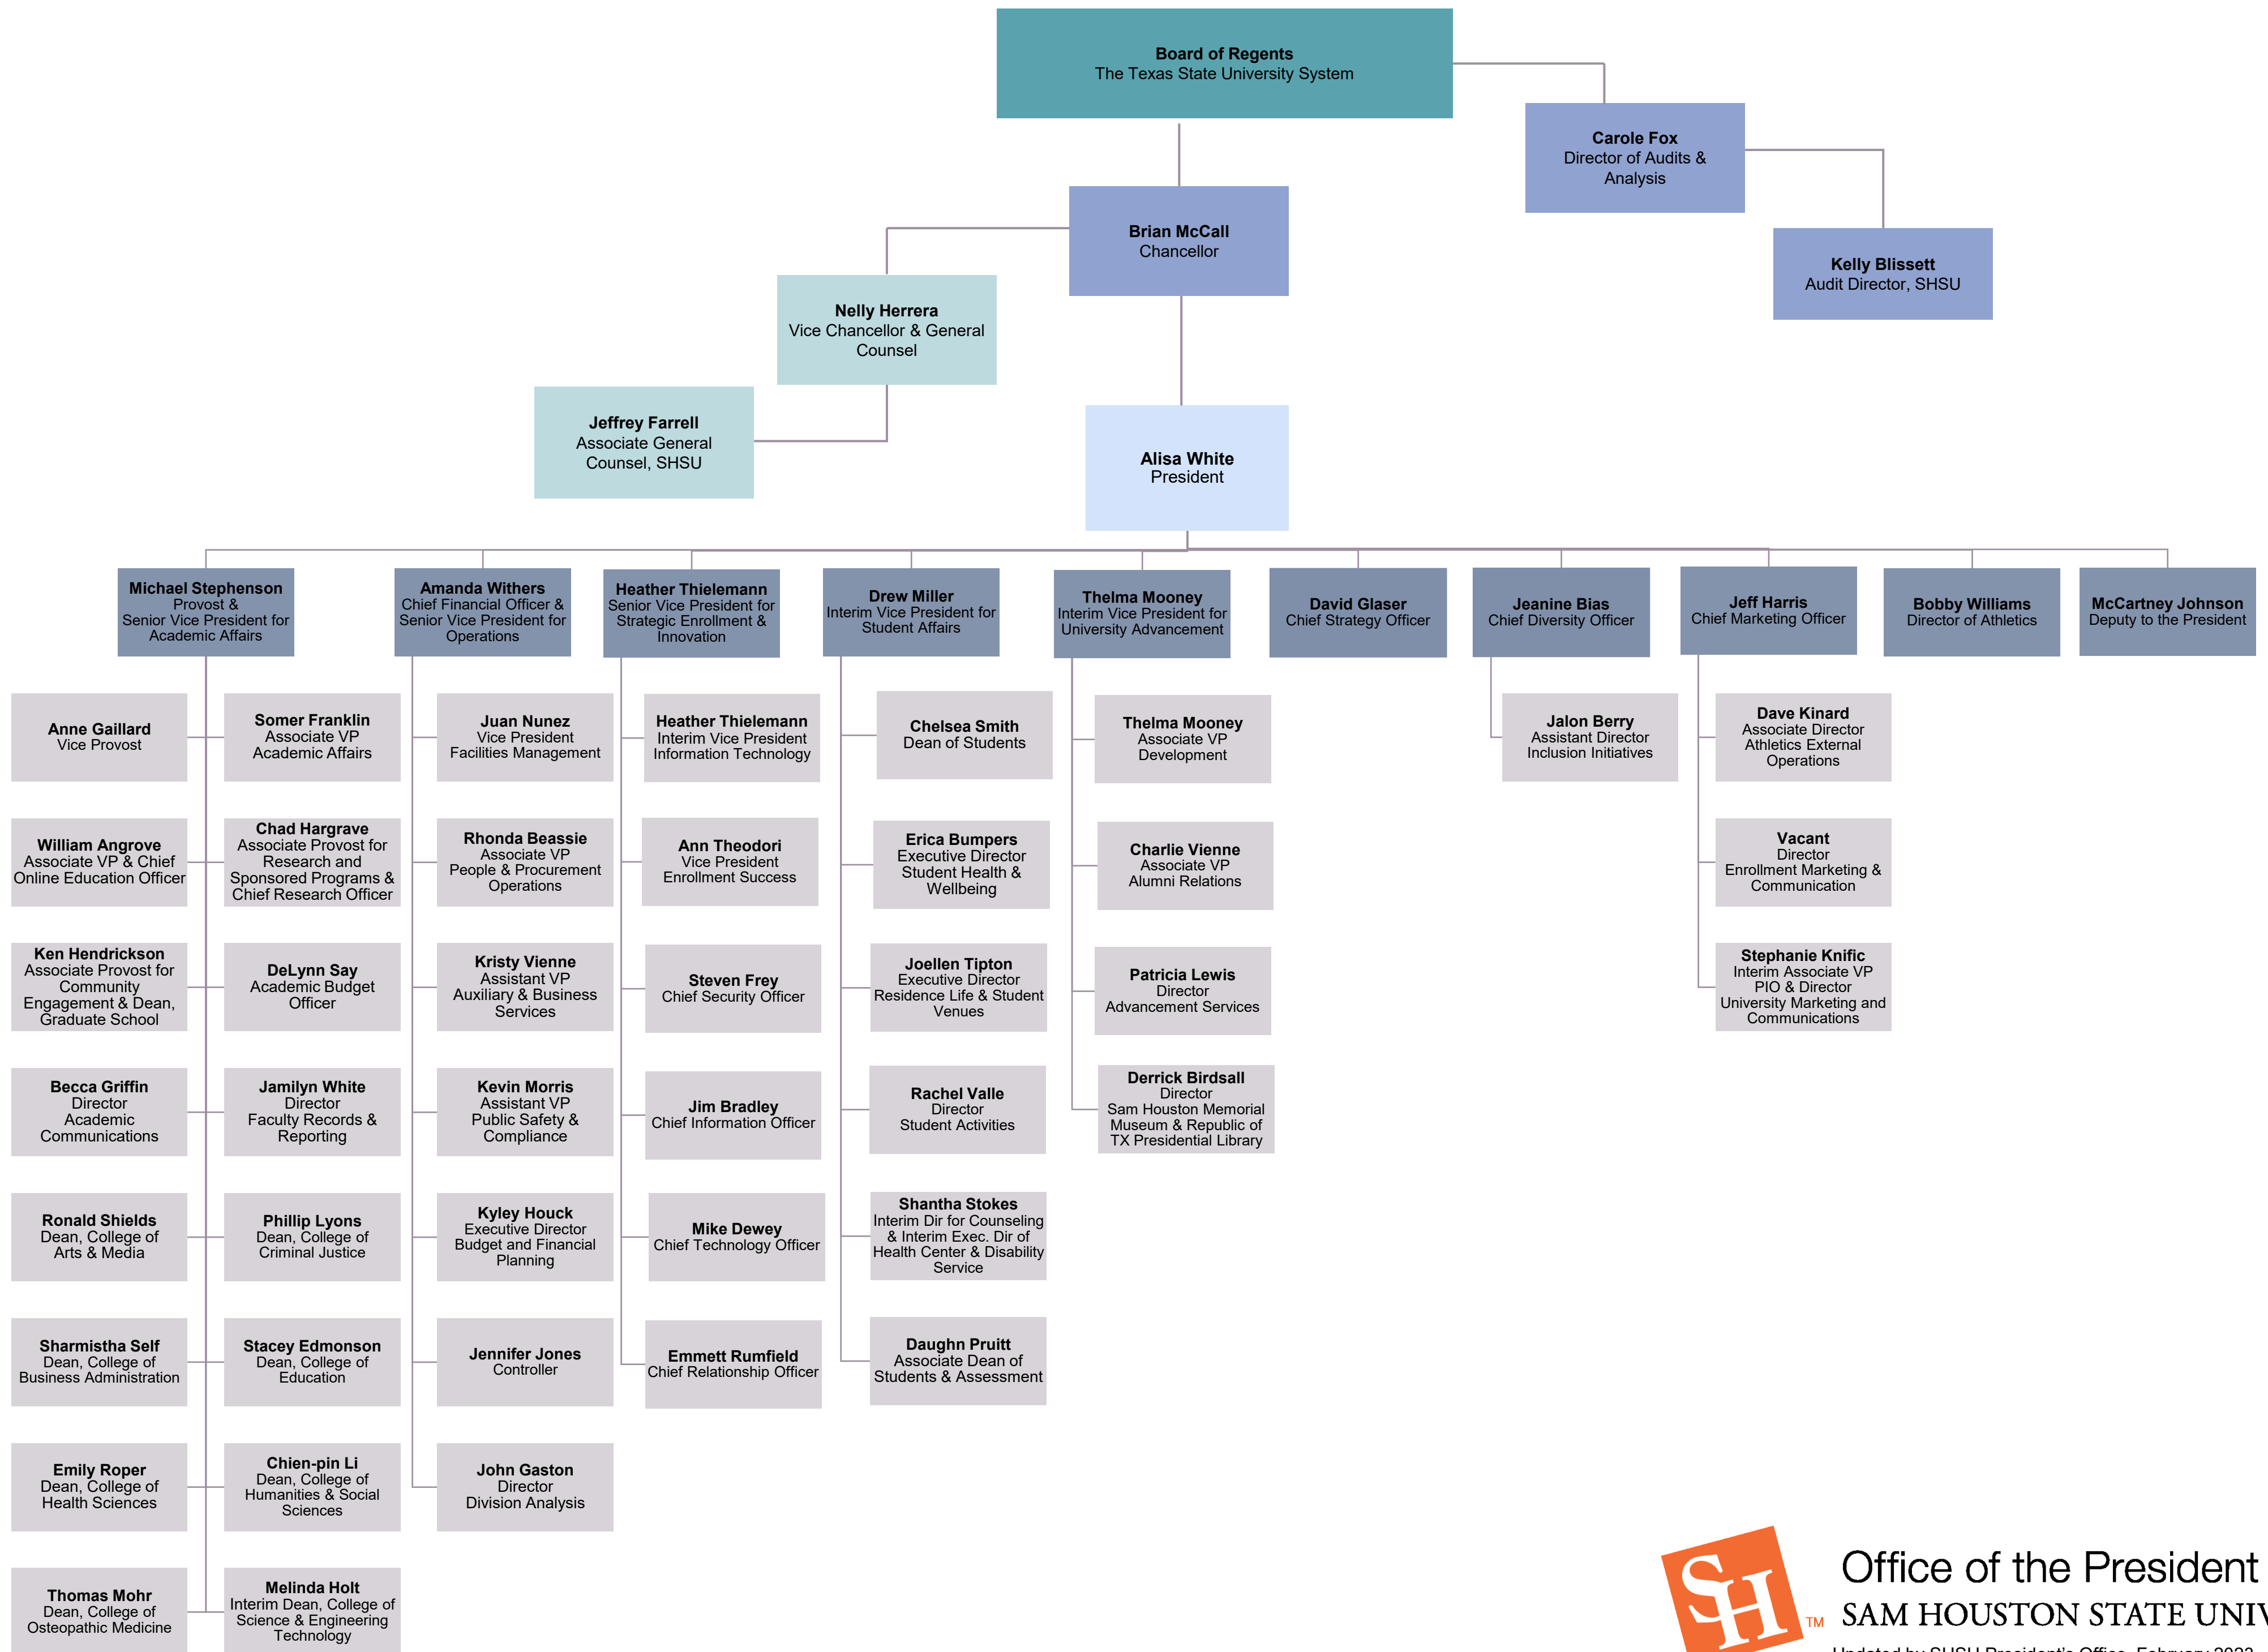 Board of Regents
The Texas State University System
Carole Fox
Director of Audits &
Analysis
Brian McCall
Chancellor
Kelly Blissett
Audit Director, SHSU
Nelly Herrera
Vice Chancellor & General
Counsel
Jeffrey Farrell
Associate General
Counsel, SHSU
Alisa White
President
Michael Stephenson
Provost &
Senior Vice President for
Academic Affairs
Amanda Withers
Chief Financial Officer &
Senior Vice President for
Operations
Heather Thielemann
Senior Vice President for
Strategic Enrollment &
Innovation
Drew Miller
Interim Vice President for
Student Affairs
Thelma Mooney
Interim Vice President for
University Advancement
David Glaser
Chief Strategy Officer
Jeanine Bias
Chief Diversity Officer
Jeff Harris
Chief Marketing Officer
Bobby Williams
Director of Athletics
McCartney Johnson
Deputy to the President
Anne Gaillard
Vice Provost
Somer Franklin
Associate VP
Academic Affairs
Juan Nunez
Vice President
Facilities Management
Heather Thielemann
Interim Vice President
Information Technology
Chelsea Smith
Dean of Students
Thelma Mooney
Associate VP
Development
Jalon Berry
Assistant Director
Inclusion Initiatives
Dave Kinard
Associate Director
Athletics External
Operations
William Angrove
Associate VP & Chief
Online Education Officer
Chad Hargrave
Associate Provost for
Research and
Sponsored Programs &
Chief Research Officer
Rhonda Beassie
Associate VP
People & Procurement
Operations
Ann Theodori
Vice President
Enrollment Success
Erica Bumpers
Executive Director
Student Health &
Wellbeing
Charlie Vienne
Associate VP
Alumni Relations
Vacant
Director
Enrollment Marketing &
Communication
Ken Hendrickson
Associate Provost for
Community
Engagement & Dean,
Graduate School
DeLynn Say
Academic Budget
Officer
Kristy Vienne
Assistant VP
Auxiliary & Business
Services
Steven Frey
Chief Security Officer
Joellen Tipton
Executive Director
Residence Life & Student
Venues
Patricia Lewis
Director
Advancement Services
Stephanie Knific
Interim Associate VP
PIO & Director
University Marketing and
Communications
Becca Griffin
Director
Academic
Communications
Jamilyn White
Director
Faculty Records &
Reporting
Kevin Morris
Assistant VP
Public Safety &
Compliance
Jim Bradley
Chief Information Officer
Rachel Valle
Director
Student Activities
Derrick Birdsall
Director
Sam Houston Memorial
Museum & Republic of
TX Presidential Library
Ronald Shields
Dean, College of
Arts & Media
Phillip Lyons
Dean, College of
Criminal Justice
Kyley Houck
Executive Director
Budget and Financial
Planning
Mike Dewey
Chief Technology Officer
Shantha Stokes
Interim Dir for Counseling
& Interim Exec. Dir of
Health Center & Disability
Service
Sharmistha Self
Dean, College of
Business Administration
Stacey Edmonson
Dean, College of
Education
Jennifer Jones
Controller
Emmett Rumfield
Chief Relationship Officer
Daughn Pruitt
Associate Dean of
Students & Assessment
Emily Roper
Dean, College of
Health Sciences
Chien-pin Li
Dean, College of
Humanities & Social
Sciences
John Gaston
Director
Division Analysis
Thomas Mohr
Dean, College of
Osteopathic Medicine
Melinda Holt
Interim Dean, College of
Science & Engineering
Technology
SH
TM
Office of the President
SAM HOUSTON STATE UNIV